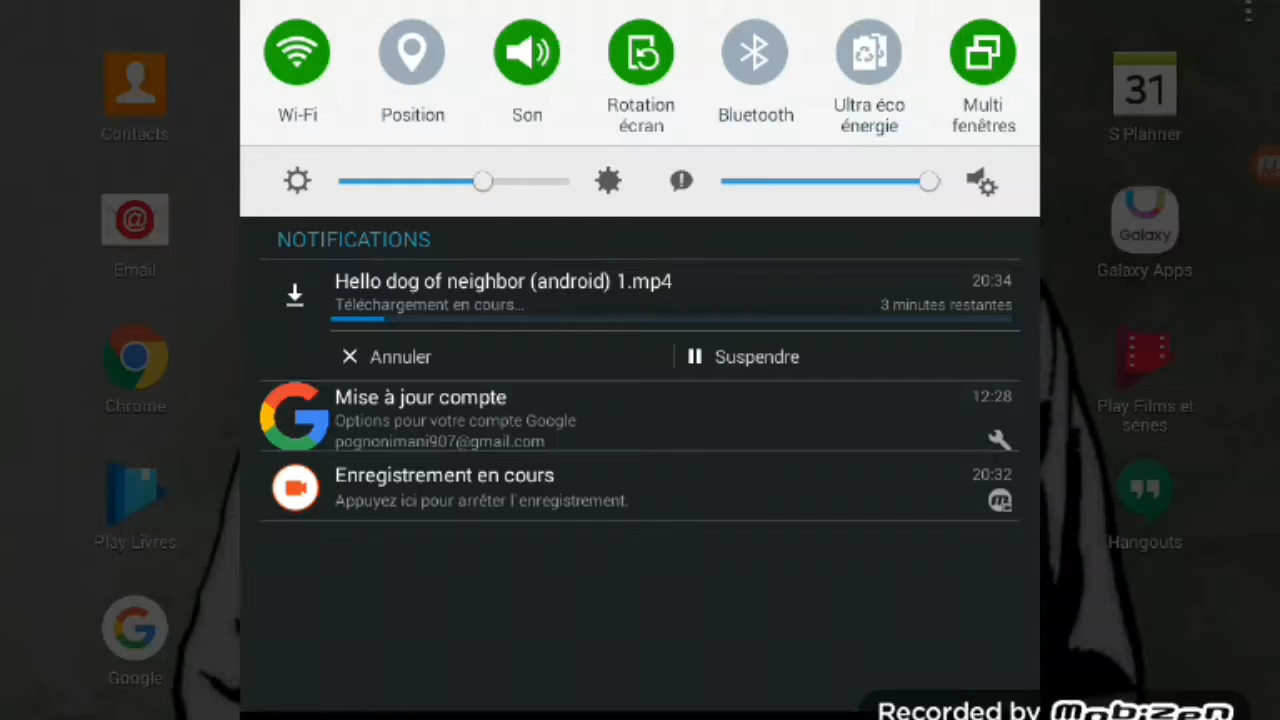 Wi-Fi
Position
Son
Rotation
écran
Bluetooth
Ultra éco
énergie
Multi
fenêtres
NOTIFICATIONS
Hello dog of neighbor (android) 1.mp4
20:34
Téléchargement en cours...
3 minutes restantes
Annuler
Suspendre
Mise à jour compte
12:28
Options pour votre compte Google
pognonimani907@gmail.com
Enregistrement en cours
20:32
Appuyez ici pour arrêter l'enregistrement.
Contacts
@
Email
Chrome
Play Livres
Google
31
S Planner
Galaxy
Galaxy Apps
Play Films et
séries
Hangouts
Recorded by mobizen